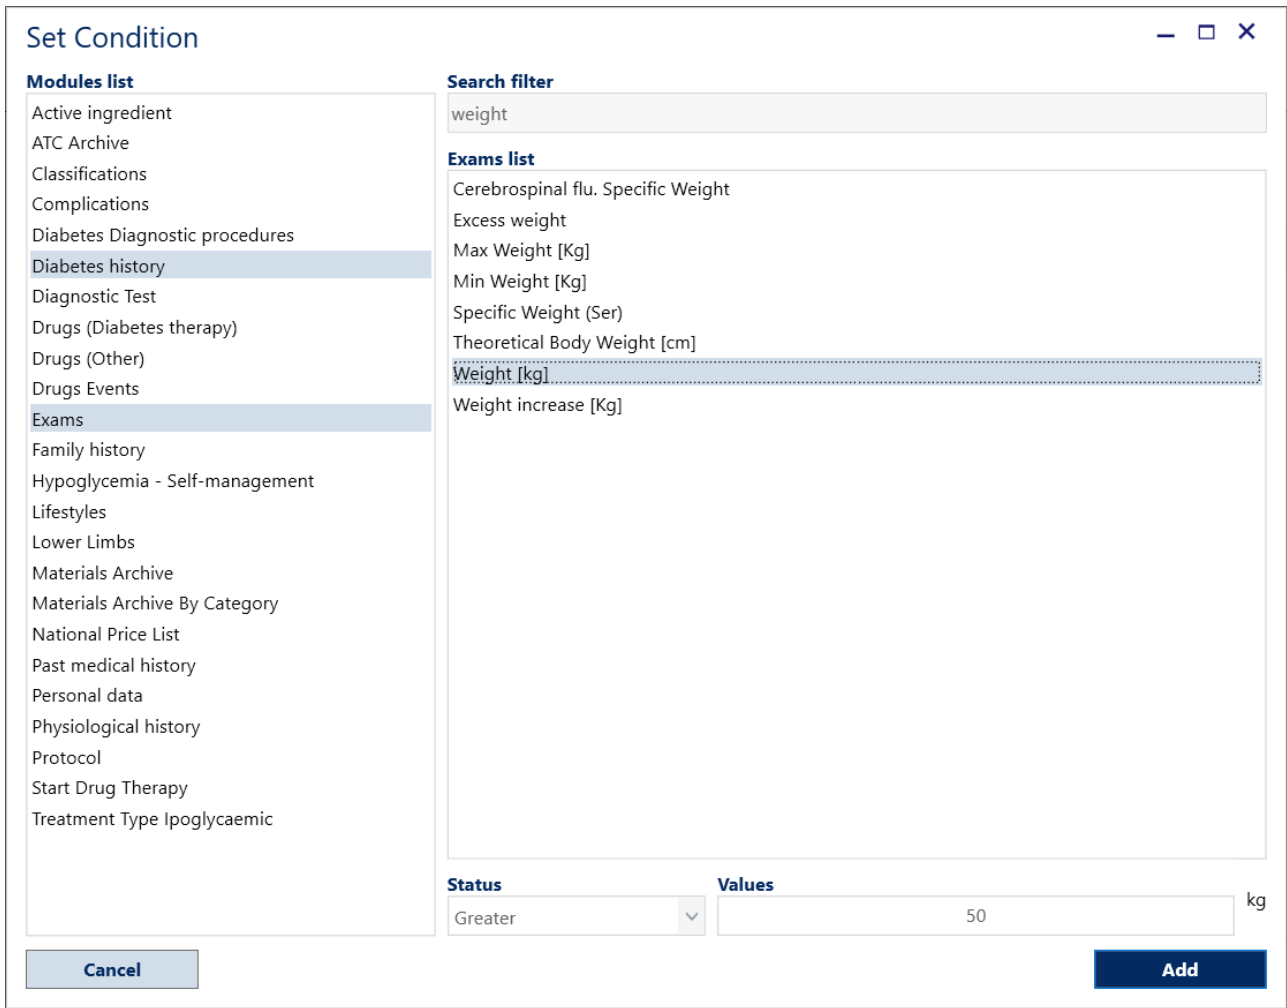 Set Condition
Modules list
Active ingredient
ATC Archive
Classifications
Complications
Diabetes Diagnostic procedures
Diabetes history
Diagnostic Test
Drugs (Diabetes therapy)
Drugs (Other)
Drugs Events
Exams
Family history
Hypoglycemia - Self-management
Lifestyles
Lower Limbs
Materials Archive
Materials Archive By Category
National Price List
Past medical history
Personal data
Physiological history
Protocol
Start Drug Therapy
Treatment Type Ipoglycaemic
Search filter
weight
Exams list
Cerebrospinal flu. Specific Weight
Excess weight
Max Weight [Kg]
Min Weight [Kg]
Specific Weight (Ser)
Theoretical Body Weight [cm]
Weight [kg]
Weight increase [Kg]
Status
Greater
Values
50
kg
Cancel
Add